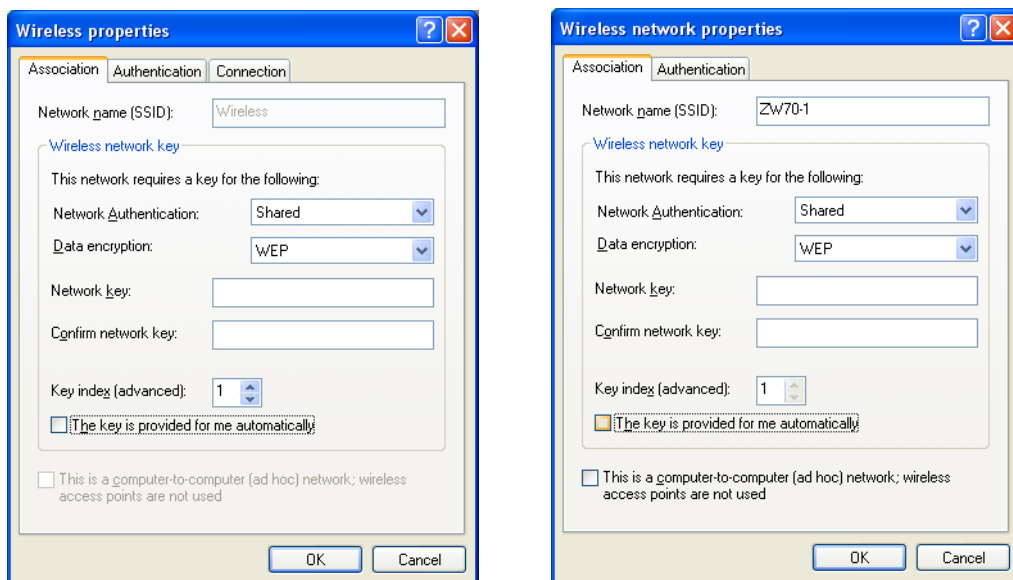 Wireless properties
Association Authentication Connection
Network name (SSID): Wireless
Wireless network key
This network requires a key for the following:
Network Authentication: Shared
Data encryption: WEP
Network key:
Confirm network key:
Key index (advanced): 1
The key is provided for me automatically
This is a computer-to-computer (ad hoc) network; wireless
access points are not used
OK Cancel
Wireless network properties
Association Authentication
Network name (SSID): ZW70-1
Wireless network key
This network requires a key for the following:
Network Authentication: Shared
Data encryption: WEP
Network key:
Confirm network key:
Key index (advanced): 1
The key is provided for me automatically
This is a computer-to-computer (ad hoc) network; wireless
access points are not used
OK Cancel